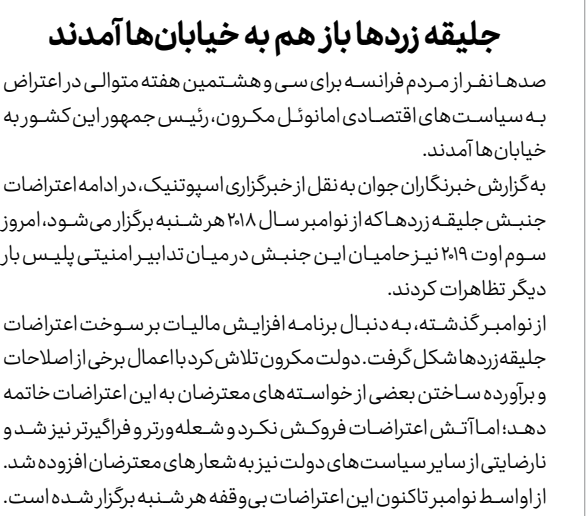 جلیقه زردها باز هم به خیابان‌ها آمدند
صدها نفر از مردم فرانسه برای سی و هشتمین هفته متوالی در اعتراض
به سیاست‌های اقتصادی امانوئل مکرون، رئیس جمهور این کشور به
خیابان‌ها آمدند.
به گزارش خبرنگاران جوان به نقل از خبرگزاری اسپوتنیک، در ادامه اعتراضات
جنبش جلیقه زردها که از نوامبر سال ۲۰۱۸ هر شنبه برگزار می‌شود، امروز
سوم اوت ۲۰۱۹ نیز حامیان این جنبش در میان تدابیر امنیتی پلیس بار
دیگر تظاهرات کردند.
از نوامبر گذشته، به دنبال برنامه افزایش مالیات بر سوخت اعتراضات
جلیقه‌زردها شکل گرفت. دولت مکرون تلاش کرد با اعمال برخی از اصلاحات
و برآورده ساختن بعضی از خواسته‌های معترضان به این اعتراضات خاتمه
دهد؛ اما آتش اعتراضات فروکش نکرد و شعله‌ورتر و فراگیرتر نیز شد و
نارضایتی از سایر سیاست‌های دولت نیز به شعارهای معترضان افزوده شد.
از اواسط نوامبر تاکنون این اعتراضات بی‌وقفه هر شنبه برگزار شده است.